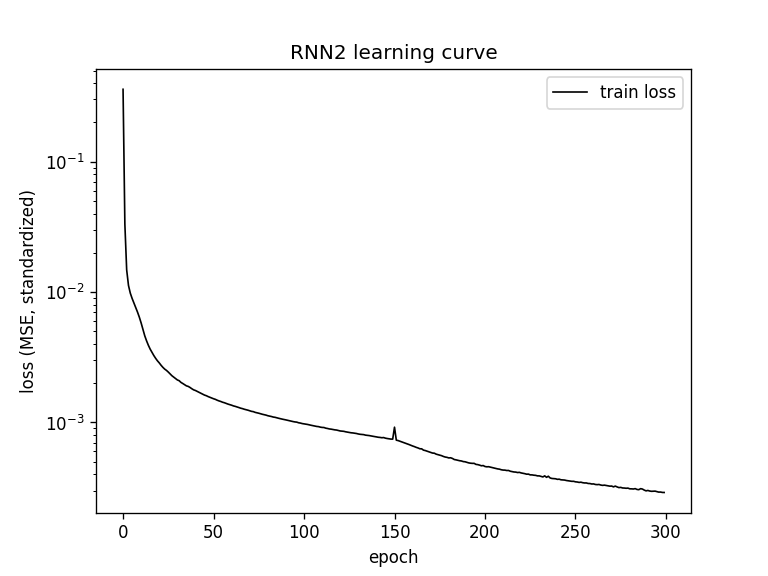 RNN2 learning curve
train loss
loss (MSE, standardized)
10⁻¹
10⁻²
10⁻³
0 50 100 150 200 250 300
epoch